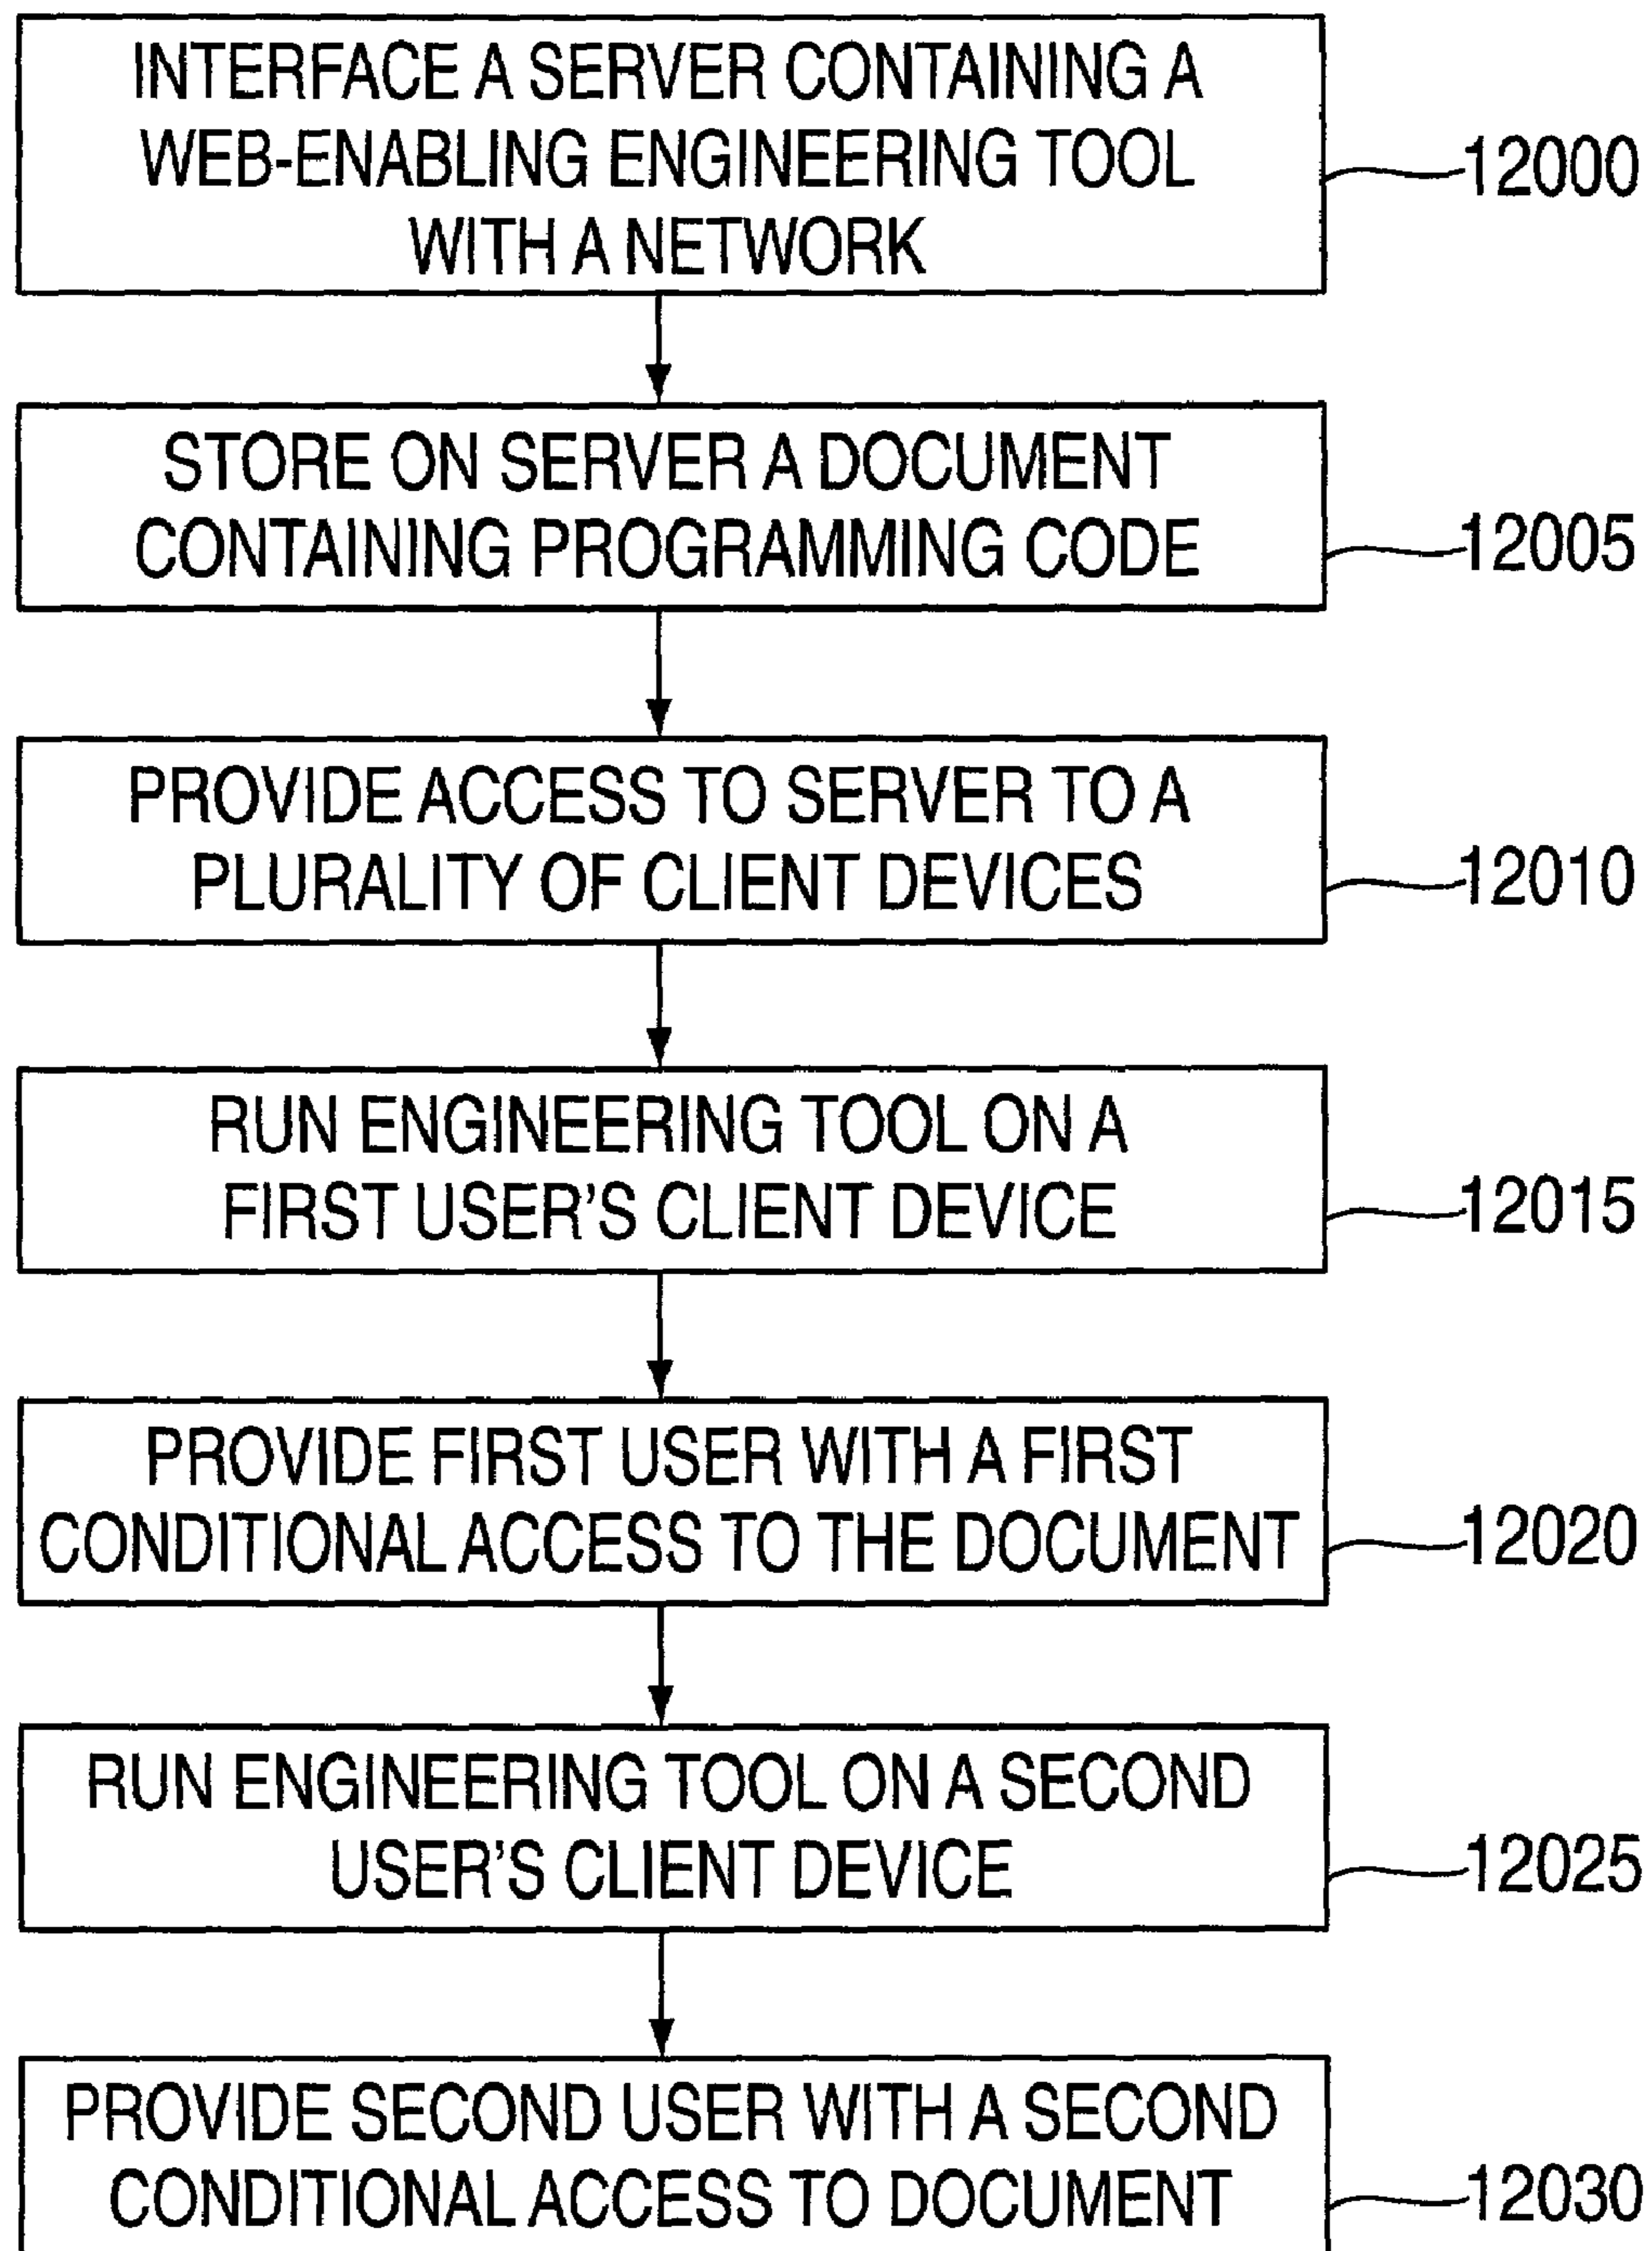 INTERFACE A SERVER CONTAINING A
WEB-ENABLING ENGINEERING TOOL
WITH A NETWORK
12000
STORE ON SERVER A DOCUMENT
CONTAINING PROGRAMMING CODE
12005
PROVIDE ACCESS TO SERVER TO A
PLURALITY OF CLIENT DEVICES
12010
RUN ENGINEERING TOOL ON A
FIRST USER'S CLIENT DEVICE
12015
PROVIDE FIRST USER WITH A FIRST
CONDITIONAL ACCESS TO THE DOCUMENT
12020
RUN ENGINEERING TOOL ON A SECOND
USER'S CLIENT DEVICE
12025
PROVIDE SECOND USER WITH A SECOND
CONDITIONAL ACCESS TO DOCUMENT
12030